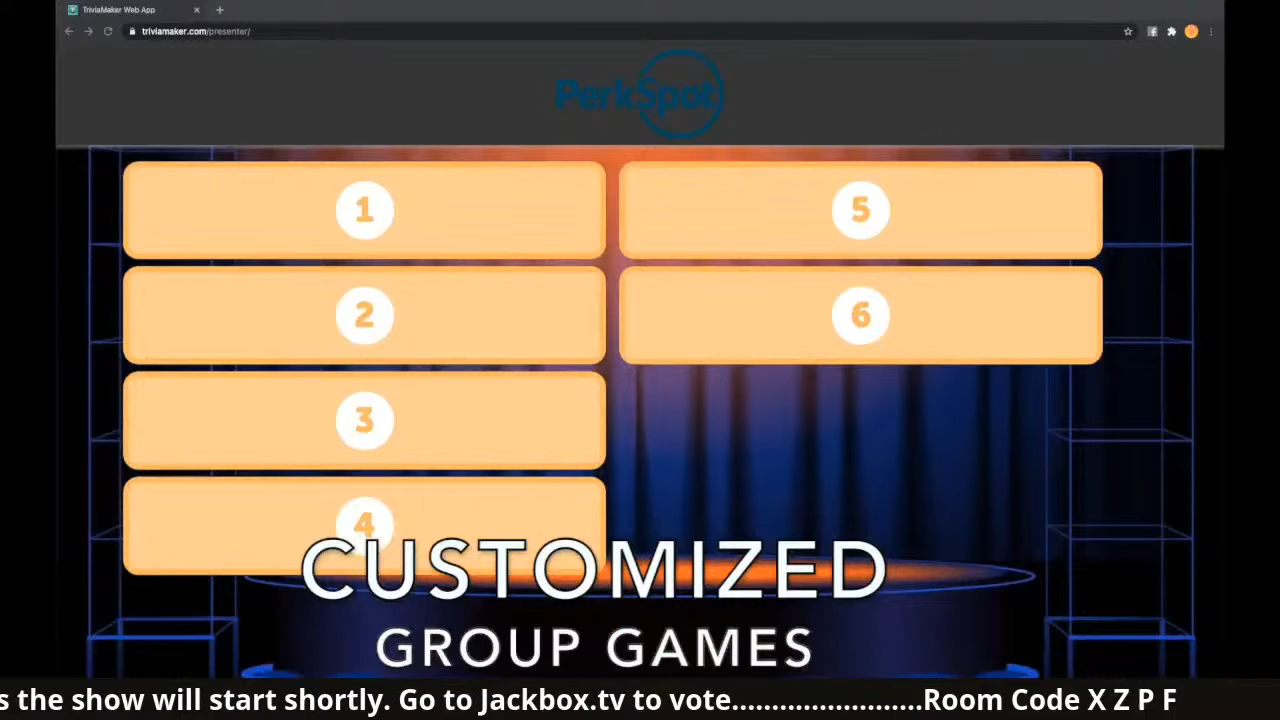 TriviaMaker Web App
triviamaker.com/presenter/
PerkSpot
1
5
2
6
3
4
CUSTOMIZED
GROUP GAMES
s the show will start shortly. Go to Jackbox.tv to vote.......................Room Code X Z P F